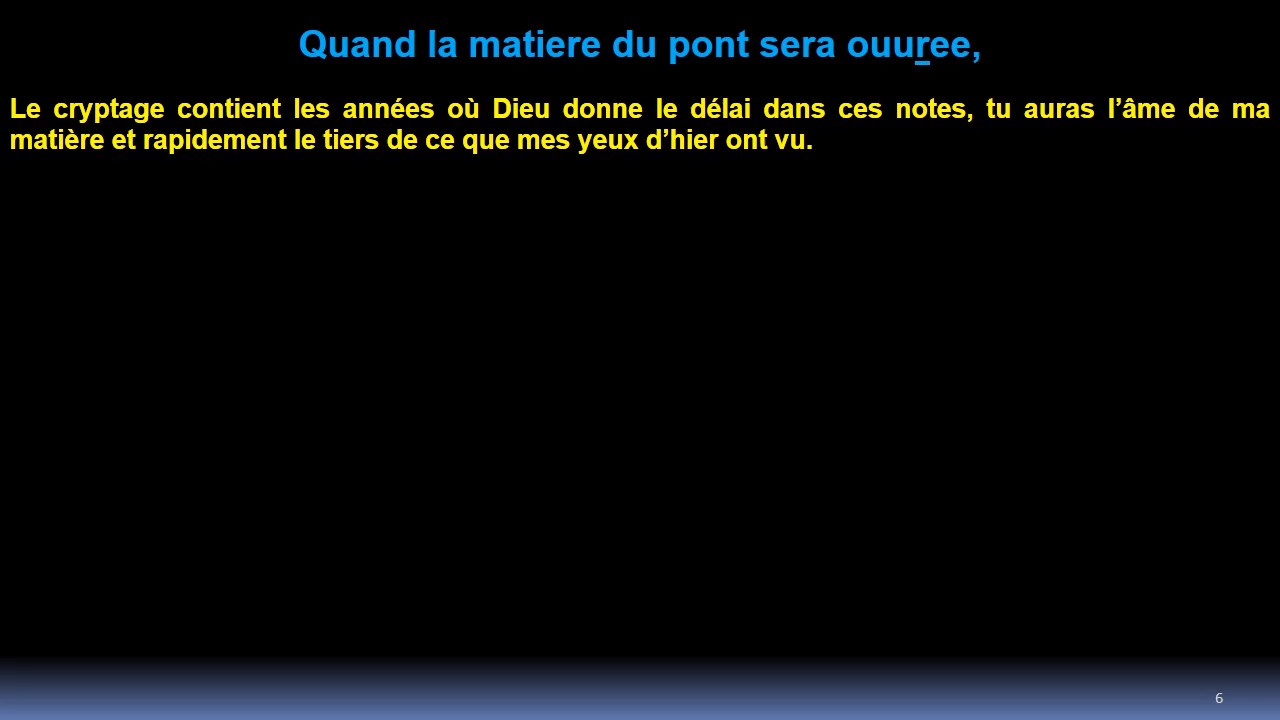 Quand la matiere du pont sera ouuree,
Le cryptage contient les années où Dieu donne le délai dans ces notes, tu auras l’âme de ma
matière et rapidement le tiers de ce que mes yeux d’hier ont vu.
6